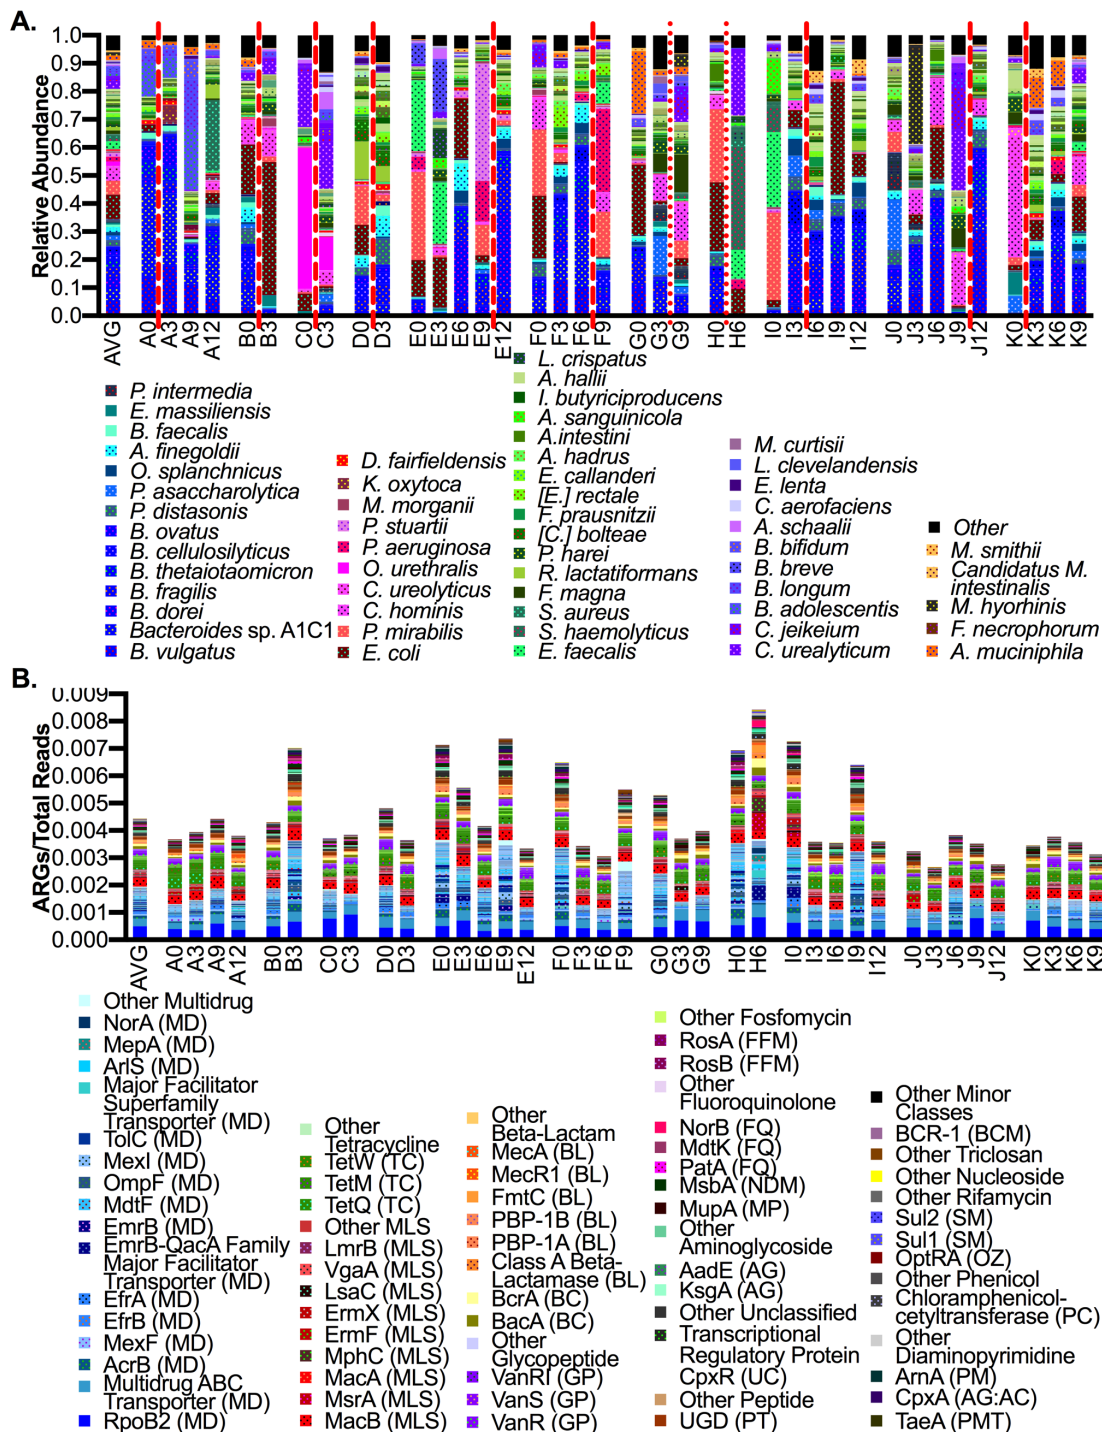 A.
Relative Abundance
1.0
0.9
0.8
0.7
0.6
0.5
0.4
0.3
0.2
0.1
0.0
AVG A0 A3 A9 A12 B0 B3 C0 C3 D0 D3 E0 E3 E6 E9 E12 F0 F3 F6 F9 G0 G3 G9 H0 H6 I0 I3 I6 I9 I12 J0 J3 J6 J9 J12 K0 K3 K6 K9
P. intermedia
E. massiliensis
B. faecalis
A. finegoldii
O. splanchnicus
P. asaccharolytica
P. distasonis
B. ovatus
B. cellulosilyticus
B. thetaiotaomicron
B. fragilis
B. dorei
Bacteroides sp. A1C1
B. vulgatus
D. fairfieldensis
K. oxytoca
M. morganii
P. stuartii
P. aeruginosa
O. urethralis
C. ureolyticus
C. hominis
P. mirabilis
E. coli
L. crispatus
A. hallii
I. butyriciproducens
A. sanguinicola
A.intestini
A. hadrus
E. callanderi
[E.] rectale
F. prausnitzii
[C.] bolteae
P. harei
R. lactatiformans
F. magna
S. aureus
S. haemolyticus
E. faecalis
M. curtisii
L. clevelandensis
E. lenta
C. aerofaciens
A. schaalii
B. bifidum
B. breve
B. longum
B. adolescentis
C. jeikeium
C. urealyticum
Other
M. smithii
Candidatus M.
intestinalis
M. hyorhinis
F. necrophorum
A. muciniphila
B.
ARGs/Total Reads
0.009
0.008
0.007
0.006
0.005
0.004
0.003
0.002
0.001
0.000
AVG A0 A3 A9 A12 B0 B3 C0 C3 D0 D3 E0 E3 E6 E9 E12 F0 F3 F6 F9 G0 G3 G9 H0 H6 I0 I3 I6 I9 I12 J0 J3 J6 J9 J12 K0 K3 K6 K9
Other Multidrug
NorA (MD)
MepA (MD)
ArlS (MD)
Major Facilitator
Superfamily
Transporter (MD)
TolC (MD)
MexI (MD)
OmpF (MD)
MdtF (MD)
EmrB (MD)
EmrB-QacA Family
Major Facilitator
Transporter (MD)
EfrA (MD)
EfrB (MD)
MexF (MD)
AcrB (MD)
Multidrug ABC
Transporter (MD)
RpoB2 (MD)
Other
Tetracycline
TetW (TC)
TetM (TC)
TetQ (TC)
Other MLS
LmrB (MLS)
VgaA (MLS)
LsaC (MLS)
ErmX (MLS)
ErmF (MLS)
MphC (MLS)
MacA (MLS)
MsrA (MLS)
MacB (MLS)
Other
Beta-Lactam
MecA (BL)
MecR1 (BL)
FmtC (BL)
PBP-1B (BL)
PBP-1A (BL)
Class A Beta-
Lactamase (BL)
BcrA (BC)
BacA (BC)
Other
Glycopeptide
VanRI (GP)
VanS (GP)
VanR (GP)
Other Fosfomycin
RosA (FFM)
RosB (FFM)
Other
Fluoroquinolone
NorB (FQ)
MdtK (FQ)
PatA (FQ)
MsbA (NDM)
MupA (MP)
Other
Aminoglycoside
AadE (AG)
KsgA (AG)
Other Unclassified
Transcriptional
Regulatory Protein
CpxR (UC)
Other Peptide
UGD (PT)
Other Minor
Classes
BCR-1 (BCM)
Other Triclosan
Other Nucleoside
Other Rifamycin
Sul2 (SM)
Sul1 (SM)
OptRA (OZ)
Other Phenicol
Chloramphenicol-
cetyltransferase (PC)
Other
Diaminopyrimidine
ArnA (PM)
CpxA (AG:AC)
TaeA (PMT)